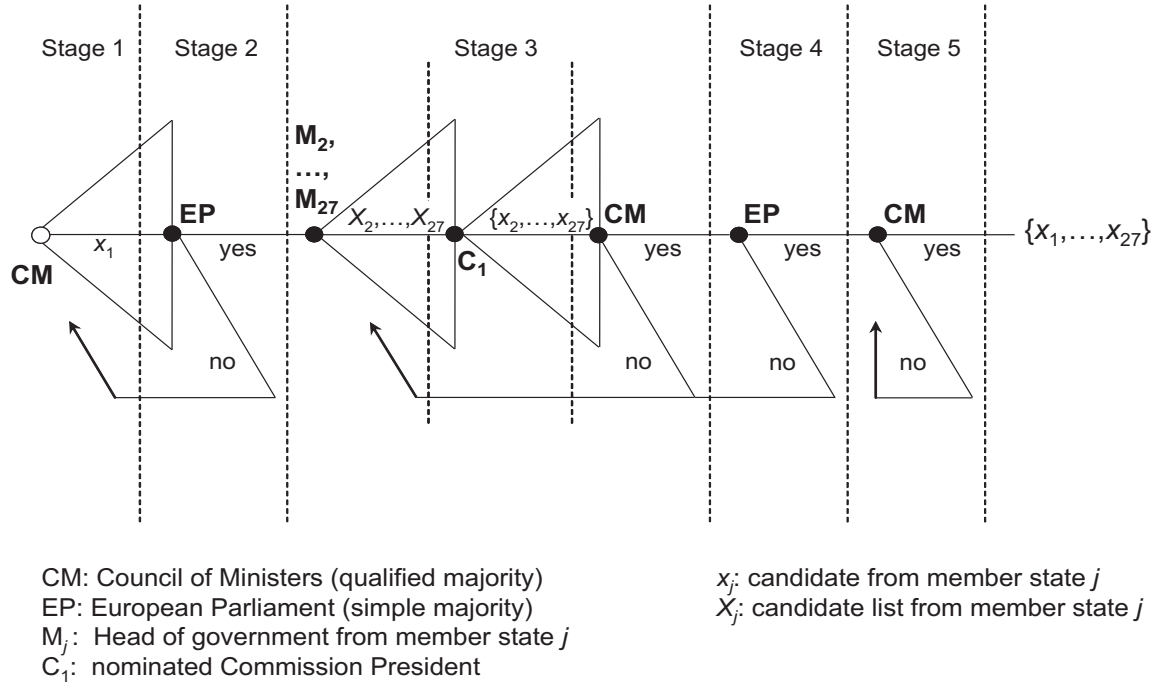 Stage 1 Stage 2 Stage 3 Stage 4 Stage 5
M₂,
…,
M₂₇
EP X₂,…,X₂₇ {x₂,…,x₂₇} CM EP CM
x₁ yes yes yes yes {x₁,…,x₂₇}
CM C₁
no no no no
CM: Council of Ministers (qualified majority)
EP: European Parliament (simple majority)
Mⱼ: Head of government from member state j
C₁: nominated Commission President
xⱼ: candidate from member state j
Xⱼ: candidate list from member state j